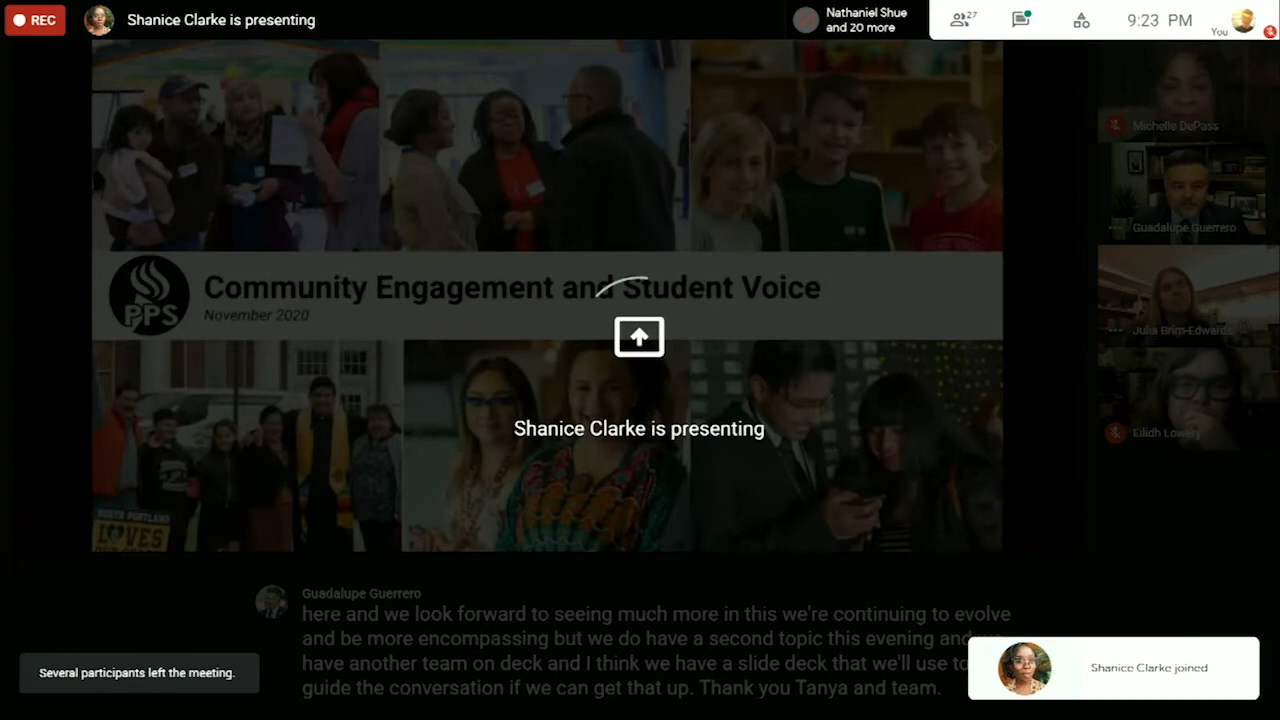 REC
Shanice Clarke is presenting
Nathaniel Shue
and 20 more
27
9:23 PM
You
Michelle DePass
Guadalupe Guerrero
Julia Brim-Edwards
Eilidh Lowery
PPS
Community Engagement and Student Voice
November 2020
Shanice Clarke is presenting
NORTH PORTLAND
LOVES
Guadalupe Guerrero
here and we look forward to seeing much more in this we're continuing to evolve
and be more encompassing but we do have a second topic this evening and we
have another team on deck and I think we have a slide deck that we'll use to
guide the conversation if we can get that up. Thank you Tanya and team.
Several participants left the meeting.
Shanice Clarke joined